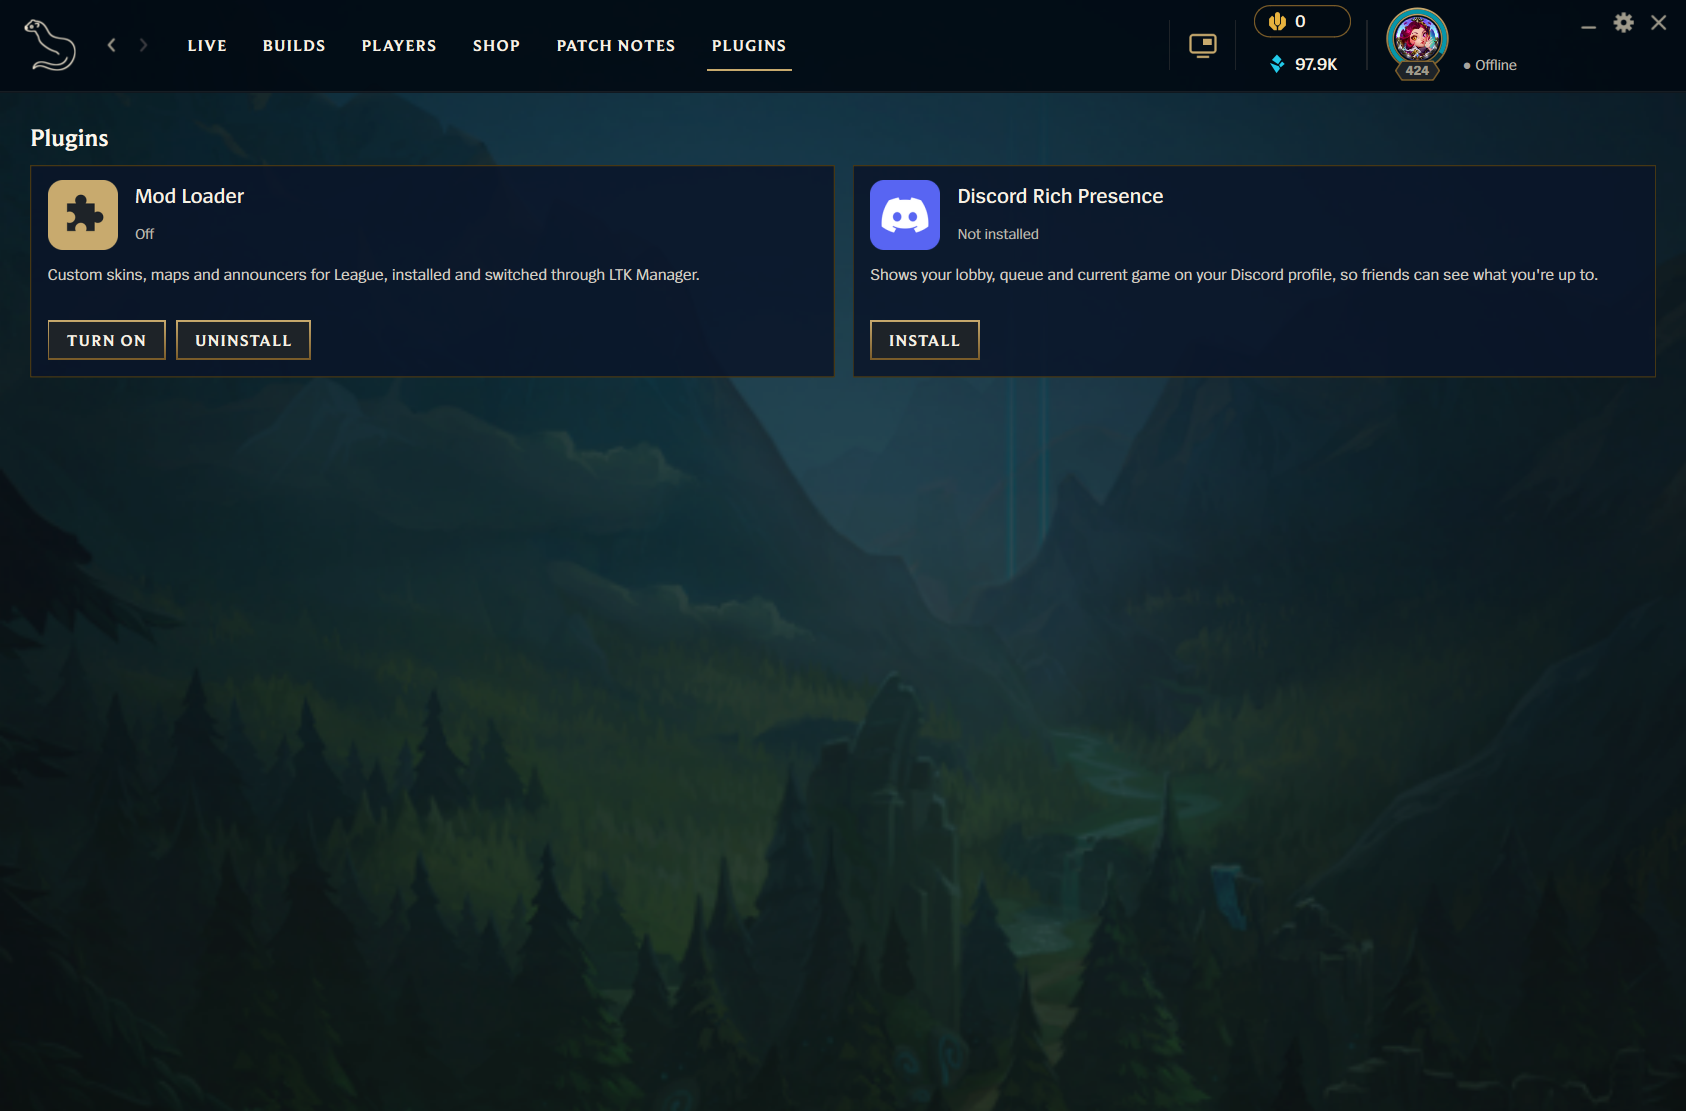 LIVE
BUILDS
PLAYERS
SHOP
PATCH NOTES
PLUGINS
0
97.9K
424
Offline
Plugins
Mod Loader
Off
Custom skins, maps and announcers for League, installed and switched through LTK Manager.
TURN ON
UNINSTALL
Discord Rich Presence
Not installed
Shows your lobby, queue and current game on your Discord profile, so friends can see what you're up to.
INSTALL